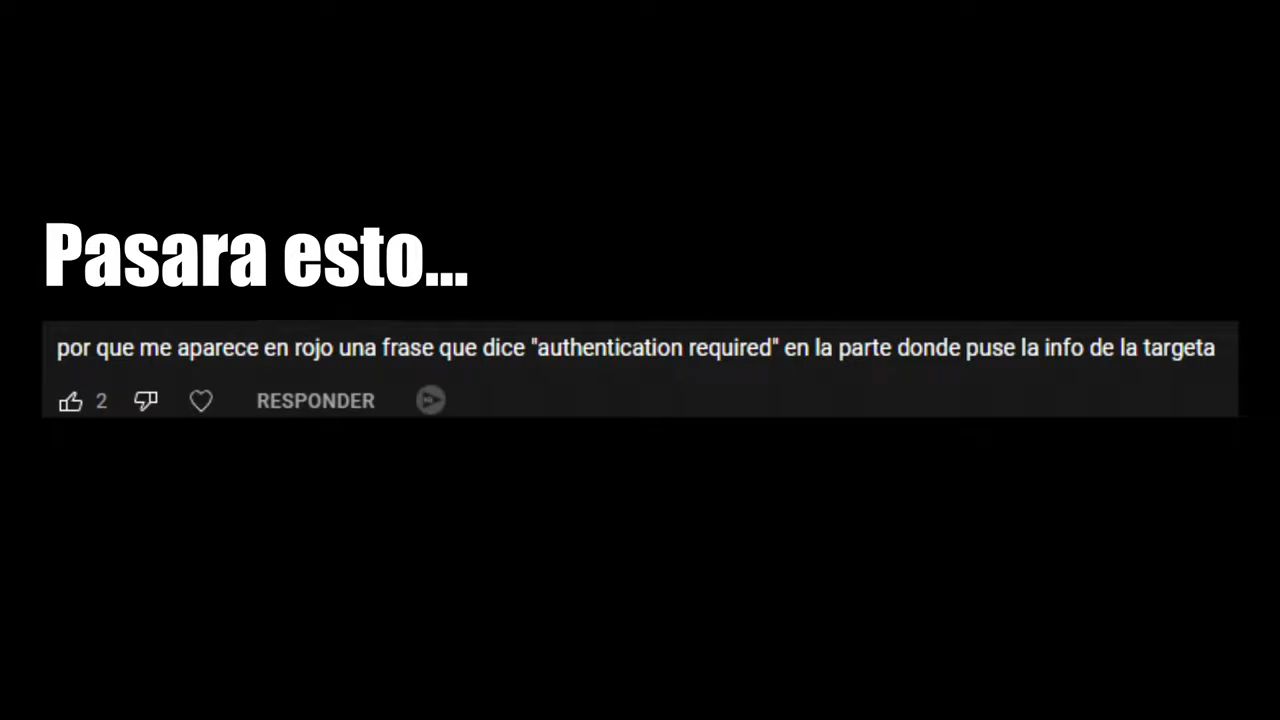 Pasara esto...
por que me aparece en rojo una frase que dice "authentication required" en la parte donde puse la info de la targeta
2 RESPONDER